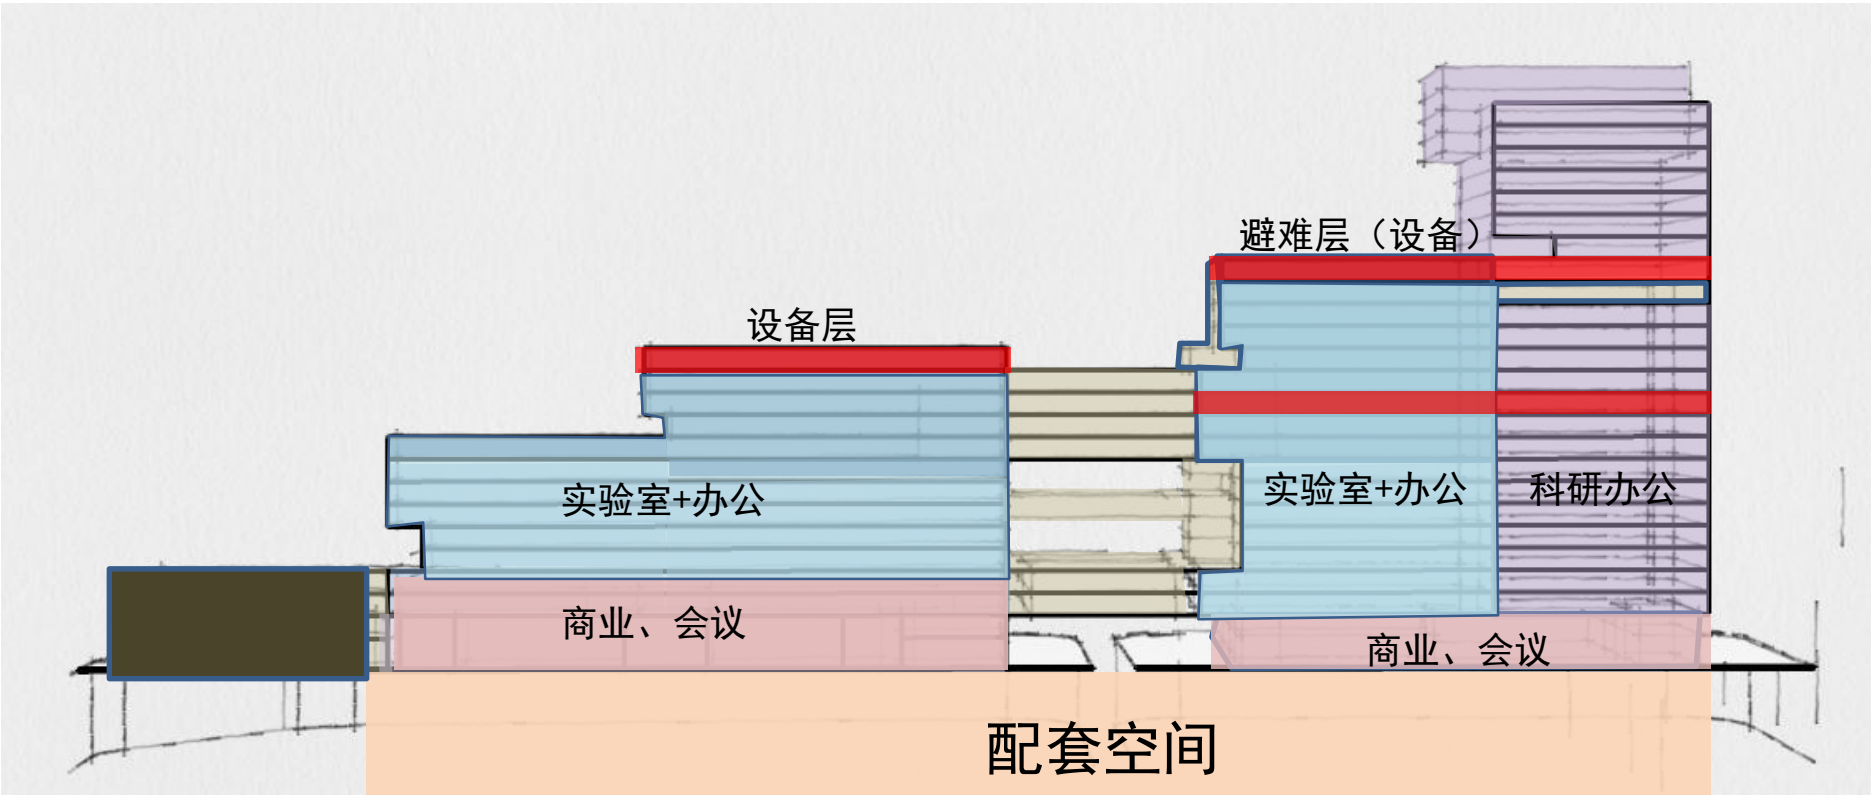 避难层（设备）
设备层
实验室+办公
实验室+办公
科研办公
商业、会议
商业、会议
配套空间